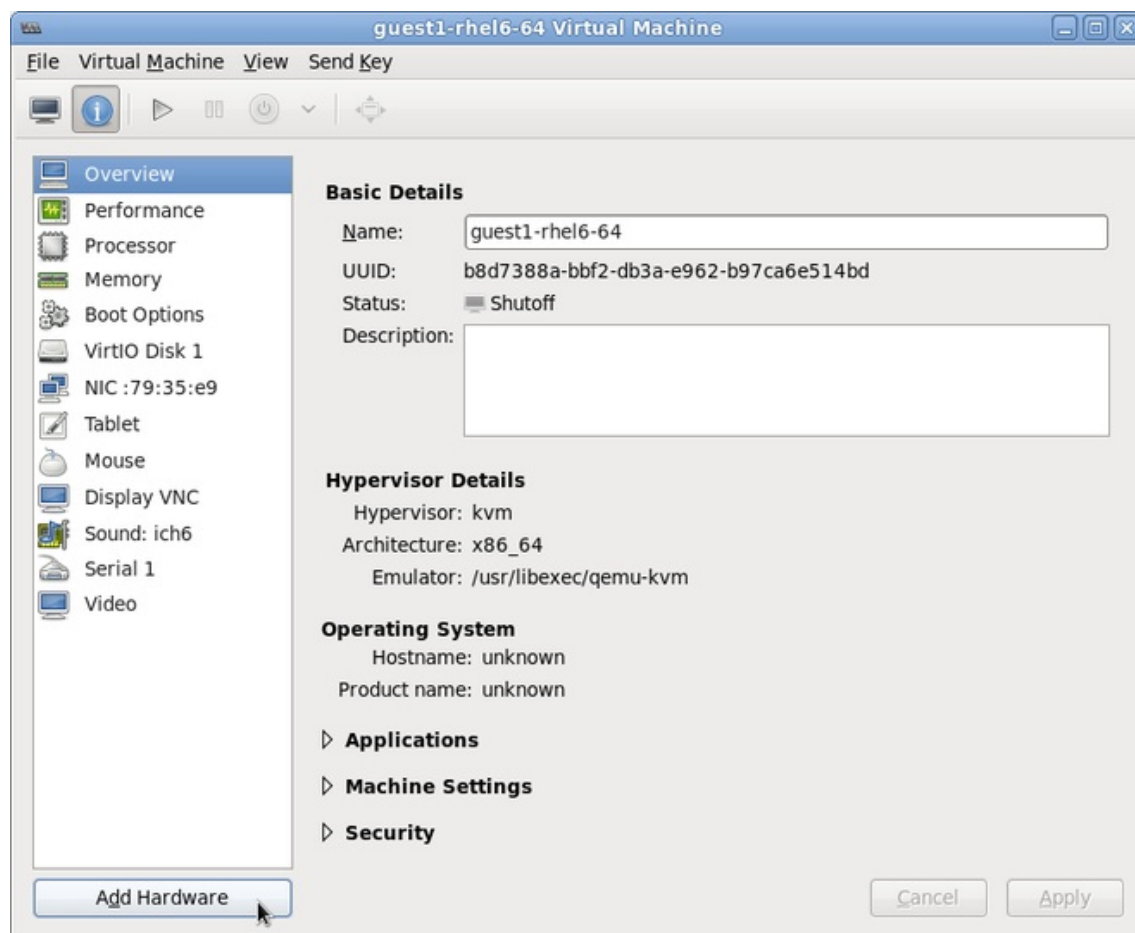 guest1-rhel6-64 Virtual Machine
File Virtual Machine View Send Key
Overview
Performance
Processor
Memory
Boot Options
VirtIO Disk 1
NIC :79:35:e9
Tablet
Mouse
Display VNC
Sound: ich6
Serial 1
Video
Add Hardware
Basic Details
Name: guest1-rhel6-64
UUID: b8d7388a-bbf2-db3a-e962-b97ca6e514bd
Status: Shutoff
Description:
Hypervisor Details
Hypervisor: kvm
Architecture: x86_64
Emulator: /usr/libexec/qemu-kvm
Operating System
Hostname: unknown
Product name: unknown
Applications
Machine Settings
Security
Cancel Apply